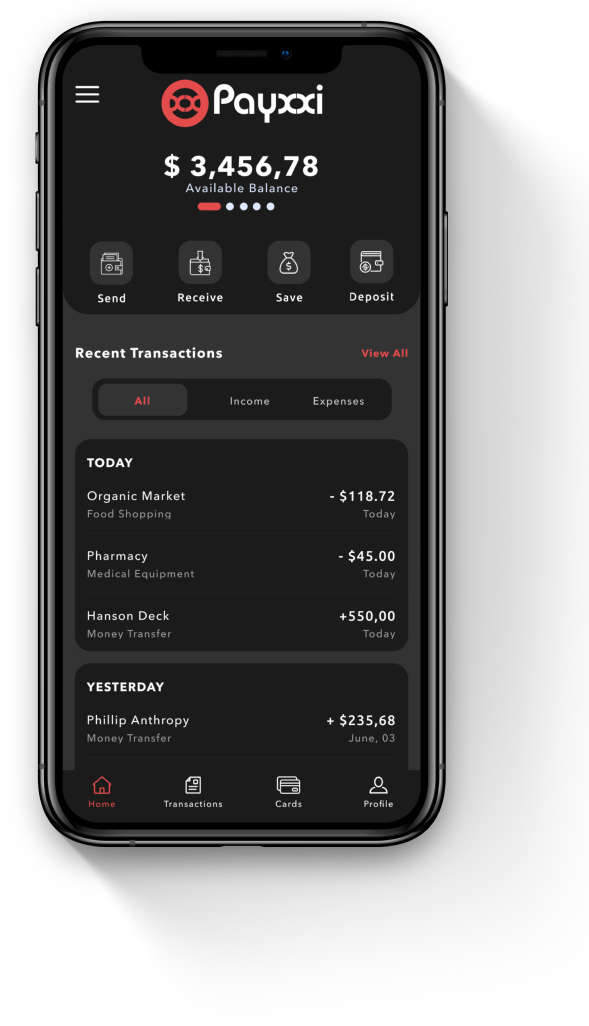 Payxxi
$ 3,456,78
Available Balance
Send Receive Save Deposit
Recent Transactions View All
All Income Expenses
TODAY
Organic Market - $118.72
Food Shopping Today
Pharmacy - $45.00
Medical Equipment Today
Hanson Deck +550,00
Money Transfer Today
YESTERDAY
Phillip Anthropy + $235,68
Money Transfer June, 03
Home Transactions Cards Profile